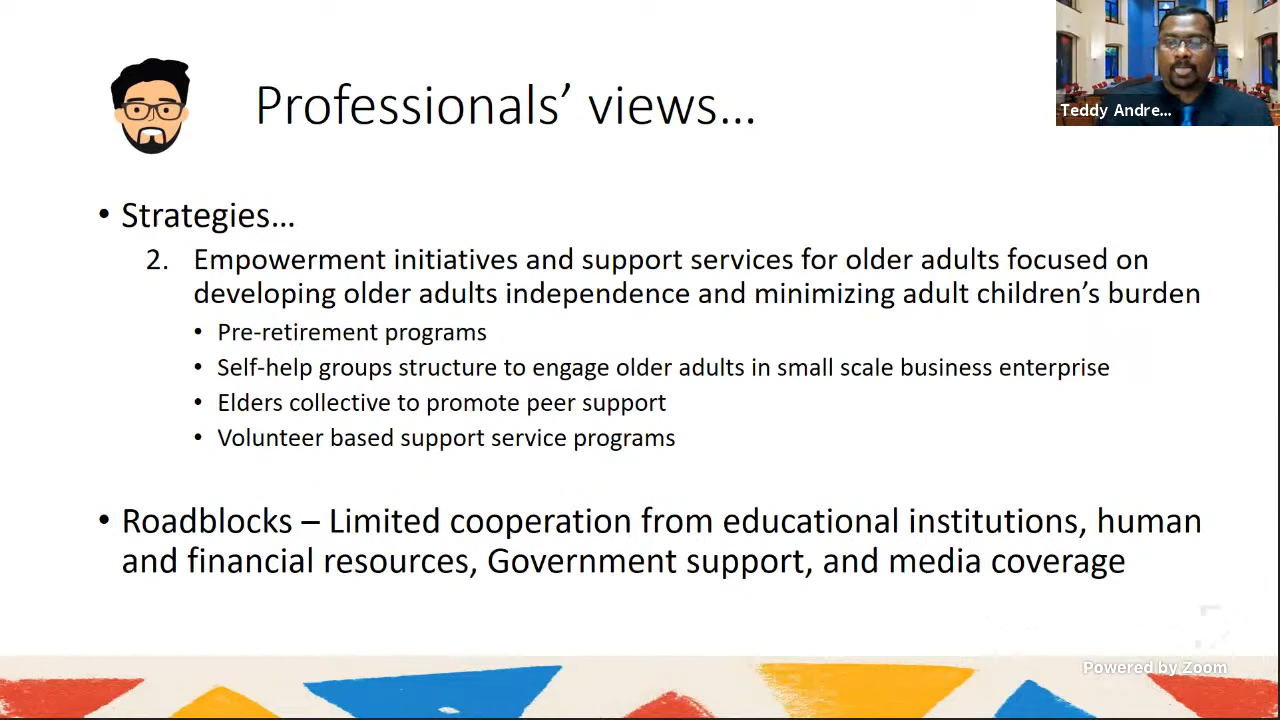 Professionals’ views...
Teddy Andre...
• Strategies...
2. Empowerment initiatives and support services for older adults focused on
developing older adults independence and minimizing adult children’s burden
• Pre-retirement programs
• Self-help groups structure to engage older adults in small scale business enterprise
• Elders collective to promote peer support
• Volunteer based support service programs
• Roadblocks – Limited cooperation from educational institutions, human
and financial resources, Government support, and media coverage
Powered by Zoom